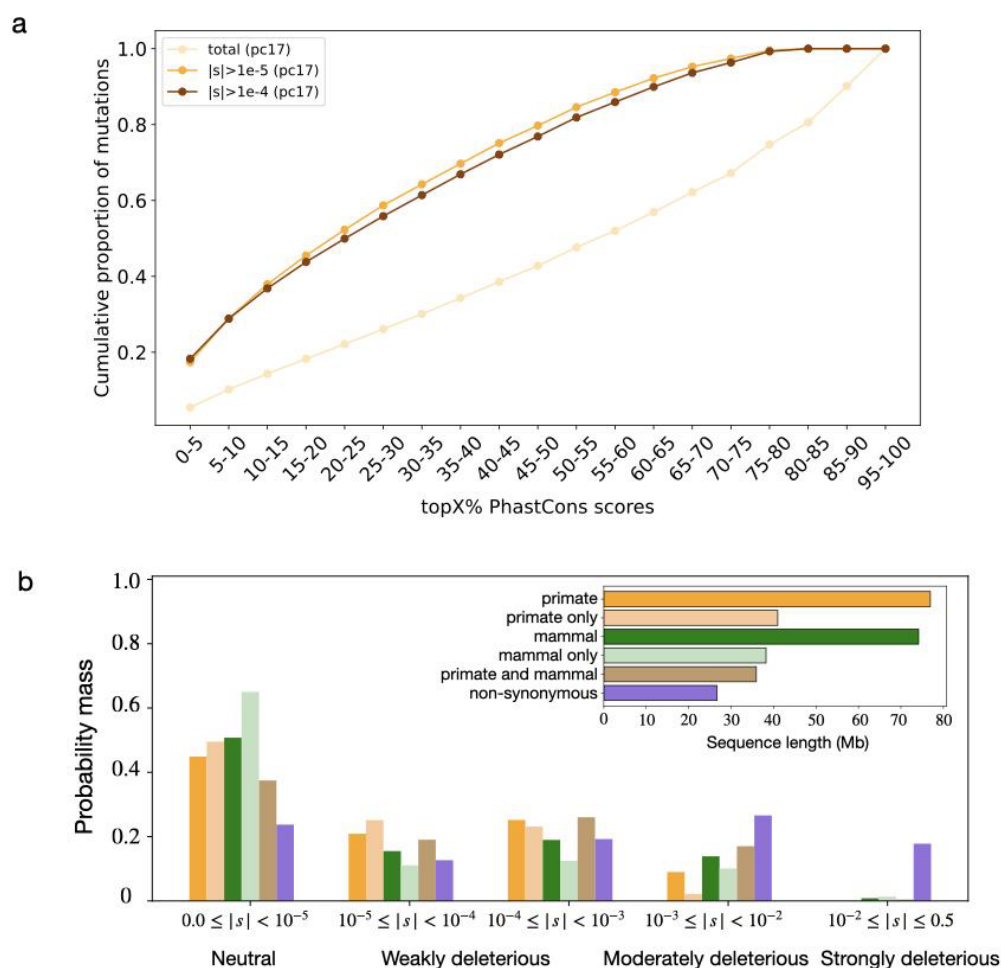 a
total (pc17)
|s|>1e-5 (pc17)
|s|>1e-4 (pc17)
Cumulative proportion of mutations
1.0
0.8
0.6
0.4
0.2
0-5
5-10
10-15
15-20
20-25
25-30
30-35
35-40
40-45
45-50
50-55
55-60
60-65
65-70
70-75
75-80
80-85
85-90
95-100
topX% PhastCons scores
b
Probability mass
1.0
0.8
0.6
0.4
0.2
0
primate
primate only
mammal
mammal only
primate and mammal
non-synonymous
0 10 20 30 40 50 60 70 80
Sequence length (Mb)
0.0 ≤ |s| < 10⁻⁵ 10⁻⁵ ≤ |s| < 10⁻⁴ 10⁻⁴ ≤ |s| < 10⁻³ 10⁻³ ≤ |s| < 10⁻² 10⁻² ≤ |s| ≤ 0.5
Neutral Weakly deleterious Moderately deleterious Strongly deleterious